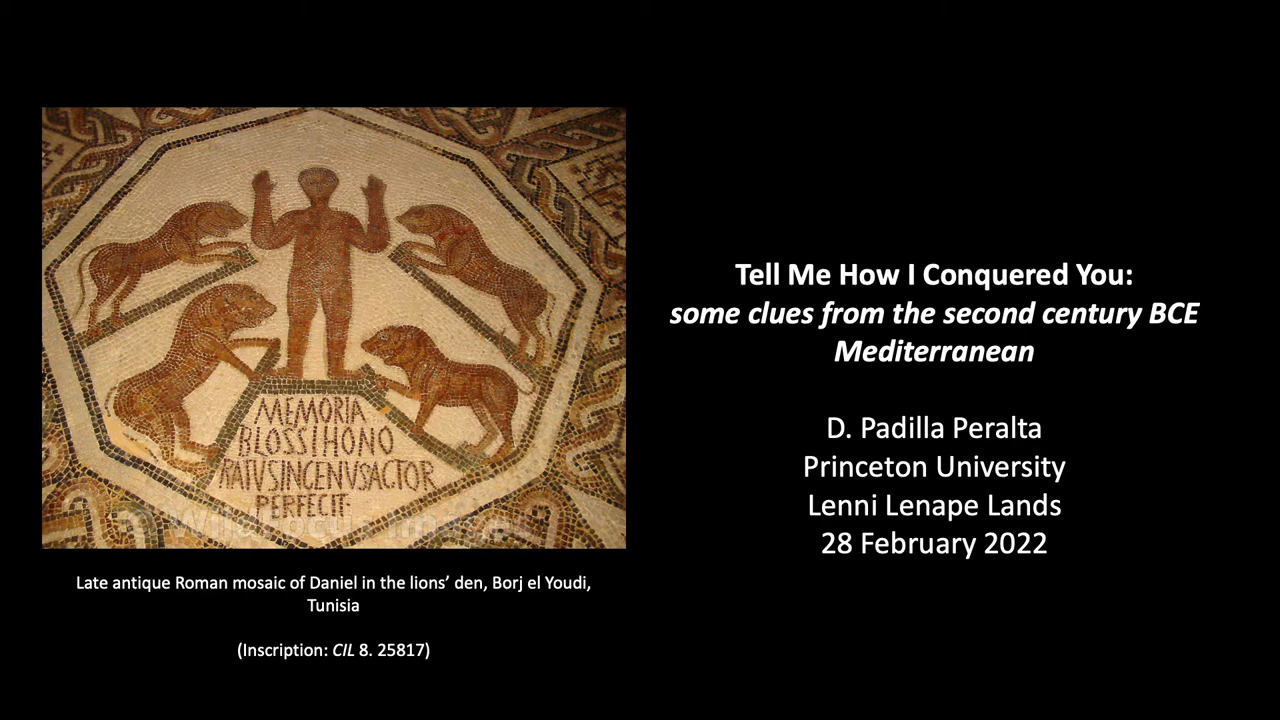 MEMORIA
BLOSSI HONO
RATUS INGENUS ACTOR
PERFECIT
Late antique Roman mosaic of Daniel in the lions’ den, Borj el Youdi,
Tunisia
(Inscription: CIL 8. 25817)
Tell Me How I Conquered You:
some clues from the second century BCE
Mediterranean
D. Padilla Peralta
Princeton University
Lenni Lenape Lands
28 February 2022